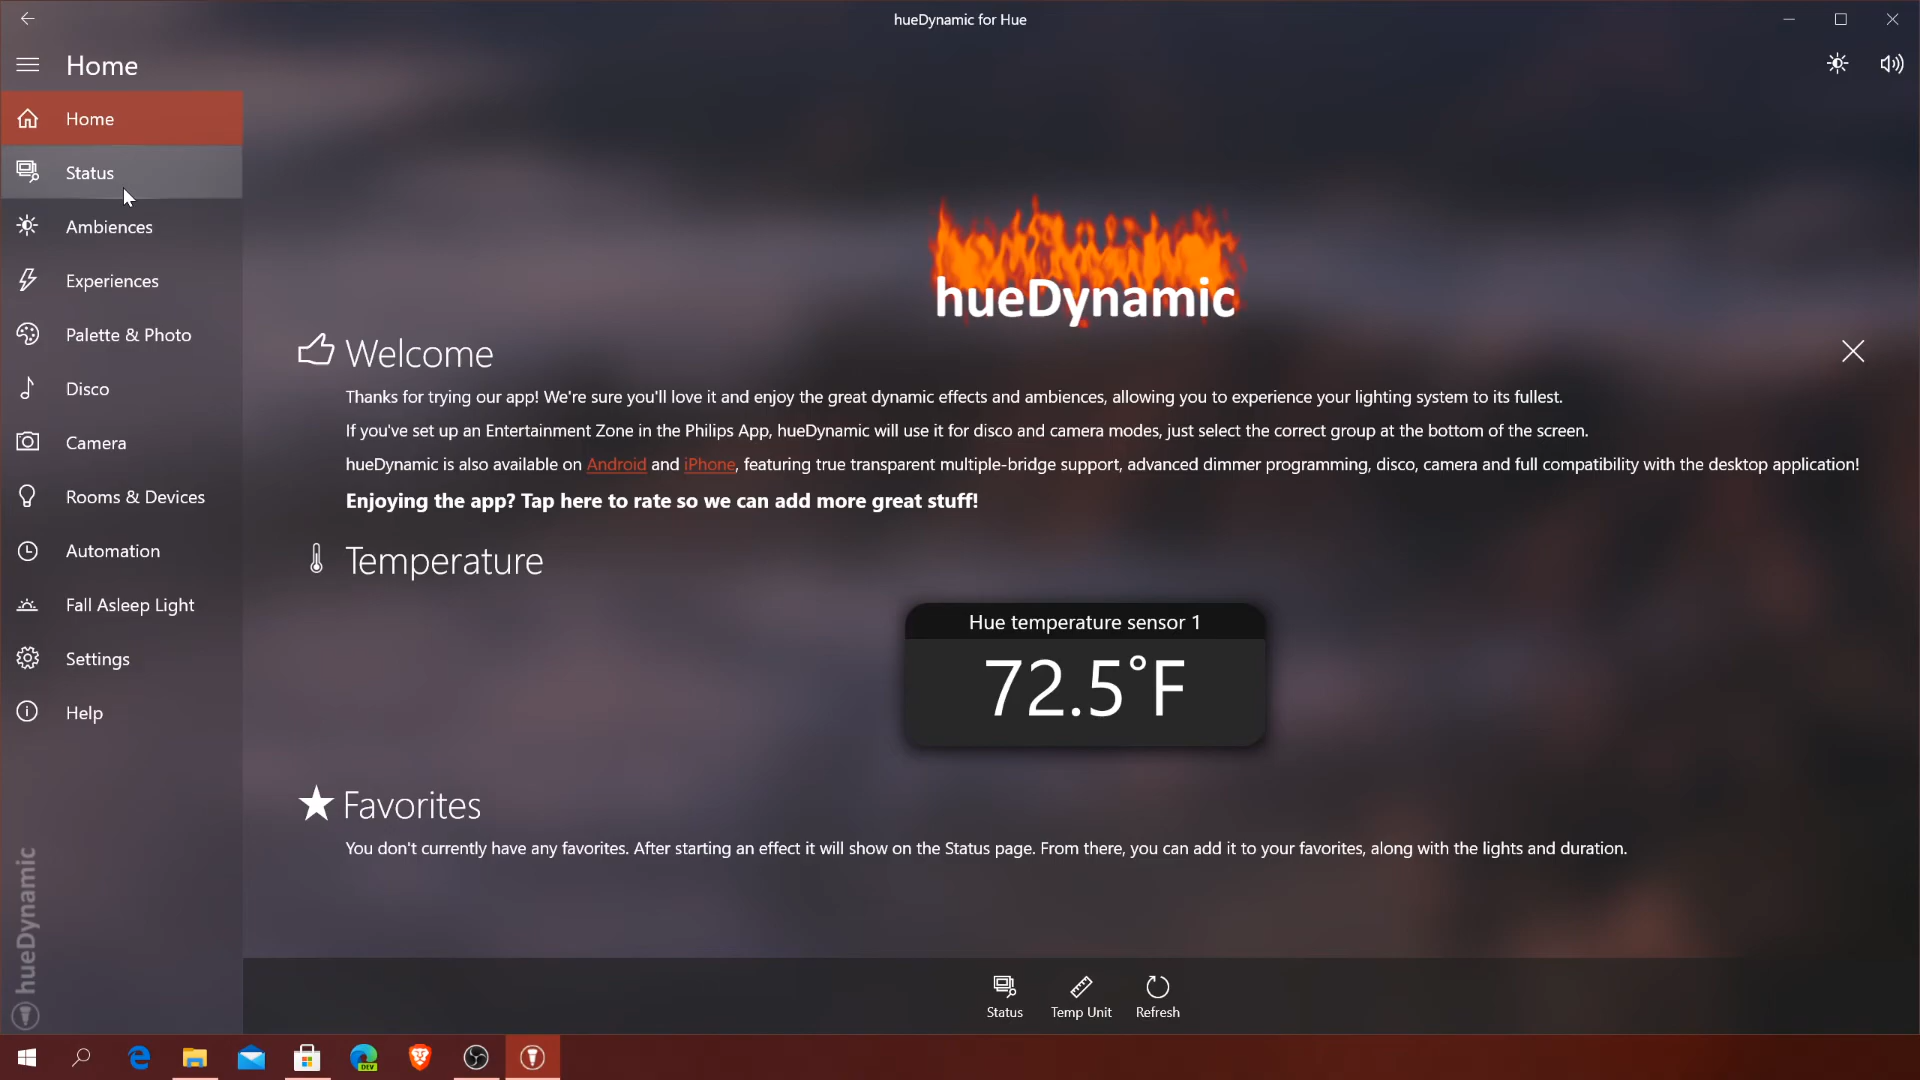 hueDynamic for Hue
Home
Home
Status
Ambiences
Experiences
Palette & Photo
Disco
Camera
Rooms & Devices
Automation
Fall Asleep Light
Settings
Help
hueDynamic
hueDynamic
Welcome
Thanks for trying our app! We're sure you'll love it and enjoy the great dynamic effects and ambiences, allowing you to experience your lighting system to its fullest.
If you've set up an Entertainment Zone in the Philips App, hueDynamic will use it for disco and camera modes, just select the correct group at the bottom of the screen.
hueDynamic is also available on Android and iPhone, featuring true transparent multiple-bridge support, advanced dimmer programming, disco, camera and full compatibility with the desktop application!
Enjoying the app? Tap here to rate so we can add more great stuff!
Temperature
Hue temperature sensor 1
72.5°F
Favorites
You don't currently have any favorites. After starting an effect it will show on the Status page. From there, you can add it to your favorites, along with the lights and duration.
Status
Temp Unit
Refresh
DEV